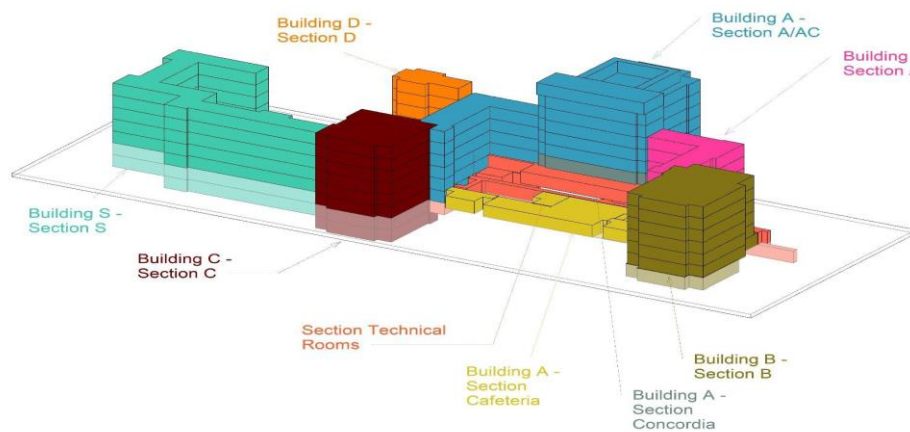 Building D -
Section D
Building A -
Section A/AC
Building
Section
Building S -
Section S
Building C -
Section C
Section Technical
Rooms
Building A -
Section
Cafeteria
Building A -
Section
Concordia
Building B -
Section B